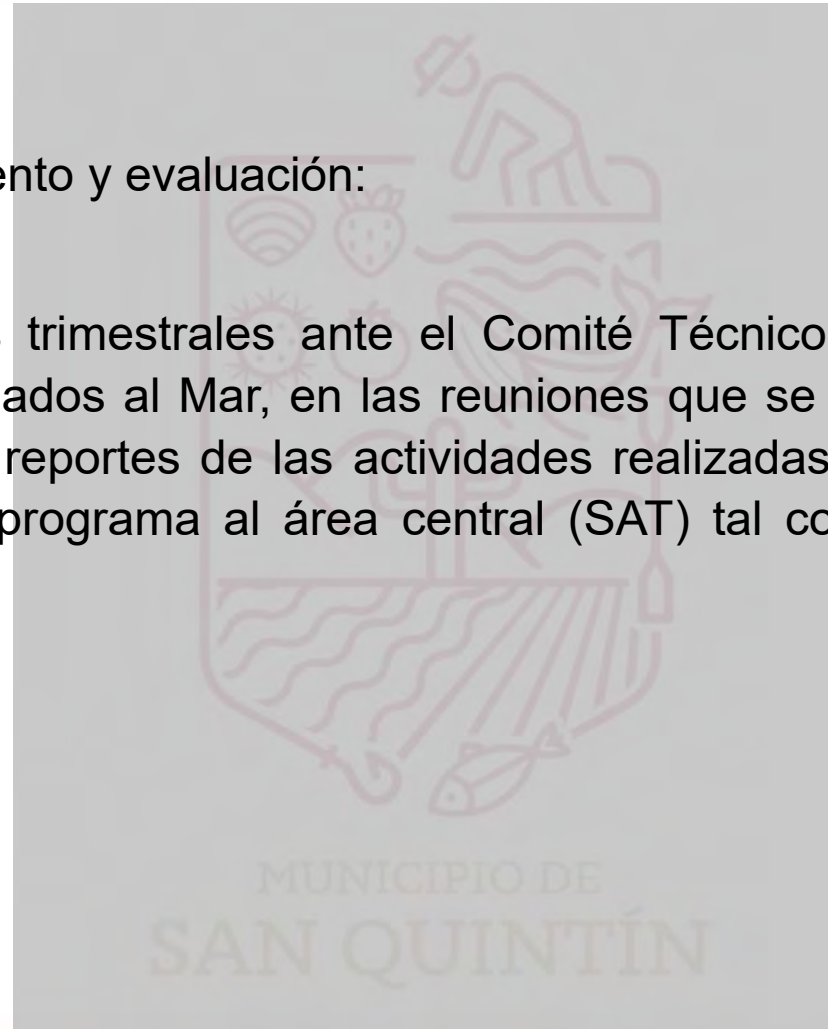 ento y evaluación:
trimestrales ante el Comité Técnico
ados al Mar, en las reuniones que se
reportes de las actividades realizadas
programa al área central (SAT) tal co
MUNICIPIO DE
SAN QUINTÍN